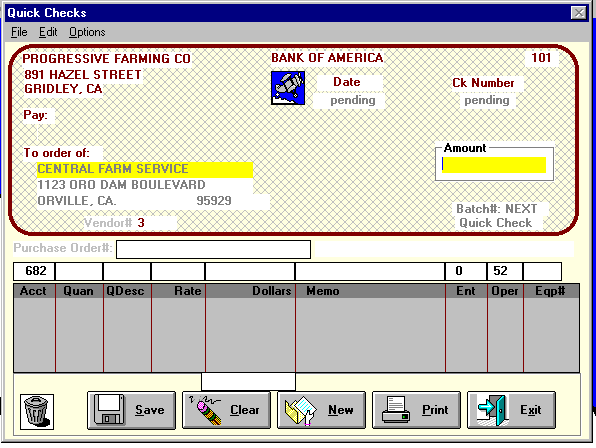 Quick Checks
File Edit Options
PROGRESSIVE FARMING CO BANK OF AMERICA 101
891 HAZEL STREET
GRIDLEY, CA
Date Ck Number
pending pending
Pay:
To order of: Amount
CENTRAL FARM SERVICE
1123 ORO DAM BOULEVARD
ORVILLE, CA. 95929
Batch#: NEXT
Vendor# 3 Quick Check
Purchase Order#:
682 0 52
Acct Quan QDesc Rate Dollars Memo Ent Oper Eqp#
Save Clear New Print Exit